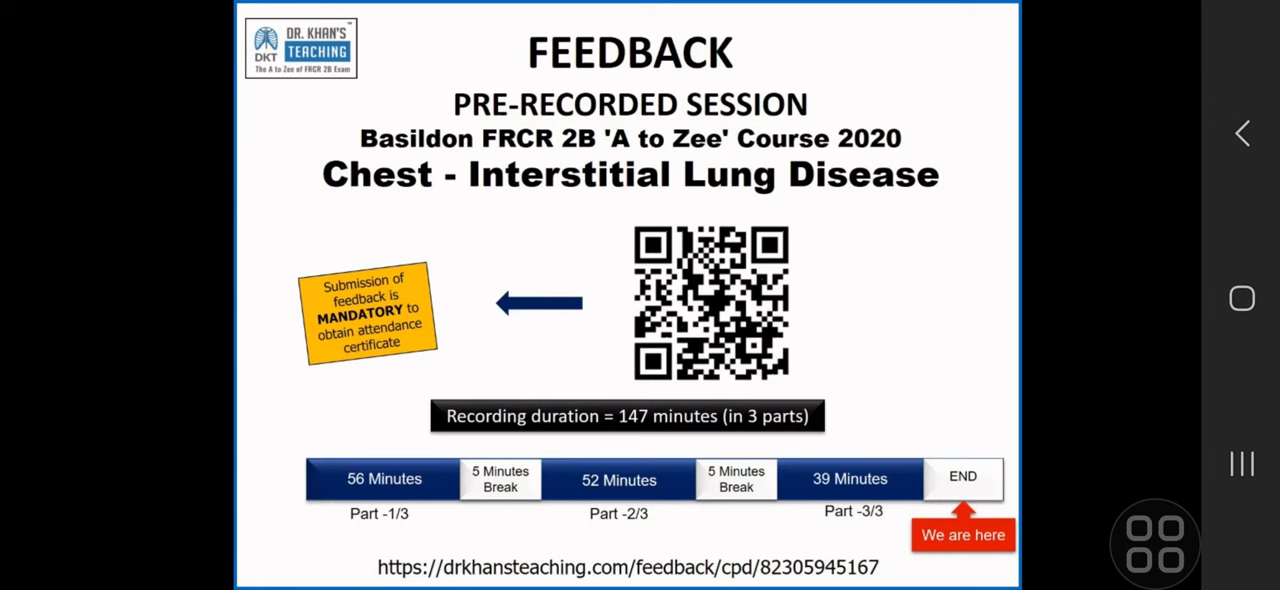 DR. KHAN'S
TEACHING
™
DKT
The A to Zee of FRCR 2B Exam
FEEDBACK
PRE-RECORDED SESSION
Basildon FRCR 2B 'A to Zee' Course 2020
Chest - Interstitial Lung Disease
Submission of
feedback is
MANDATORY to
obtain attendance
certificate
Recording duration = 147 minutes (in 3 parts)
56 Minutes
5 Minutes
Break
52 Minutes
5 Minutes
Break
39 Minutes
END
Part -1/3
Part -2/3
Part -3/3
We are here
https://drkhansteaching.com/feedback/cpd/82305945167